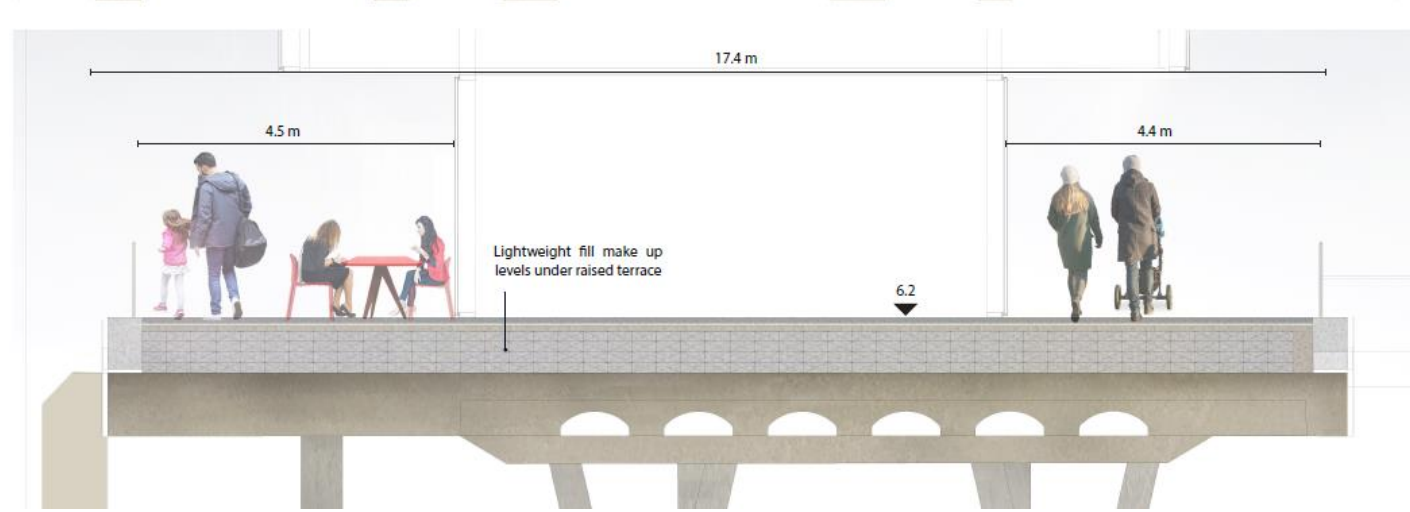 17.4 m
4.5 m
4.4 m
Lightweight fill make up
levels under raised terrace
6.2